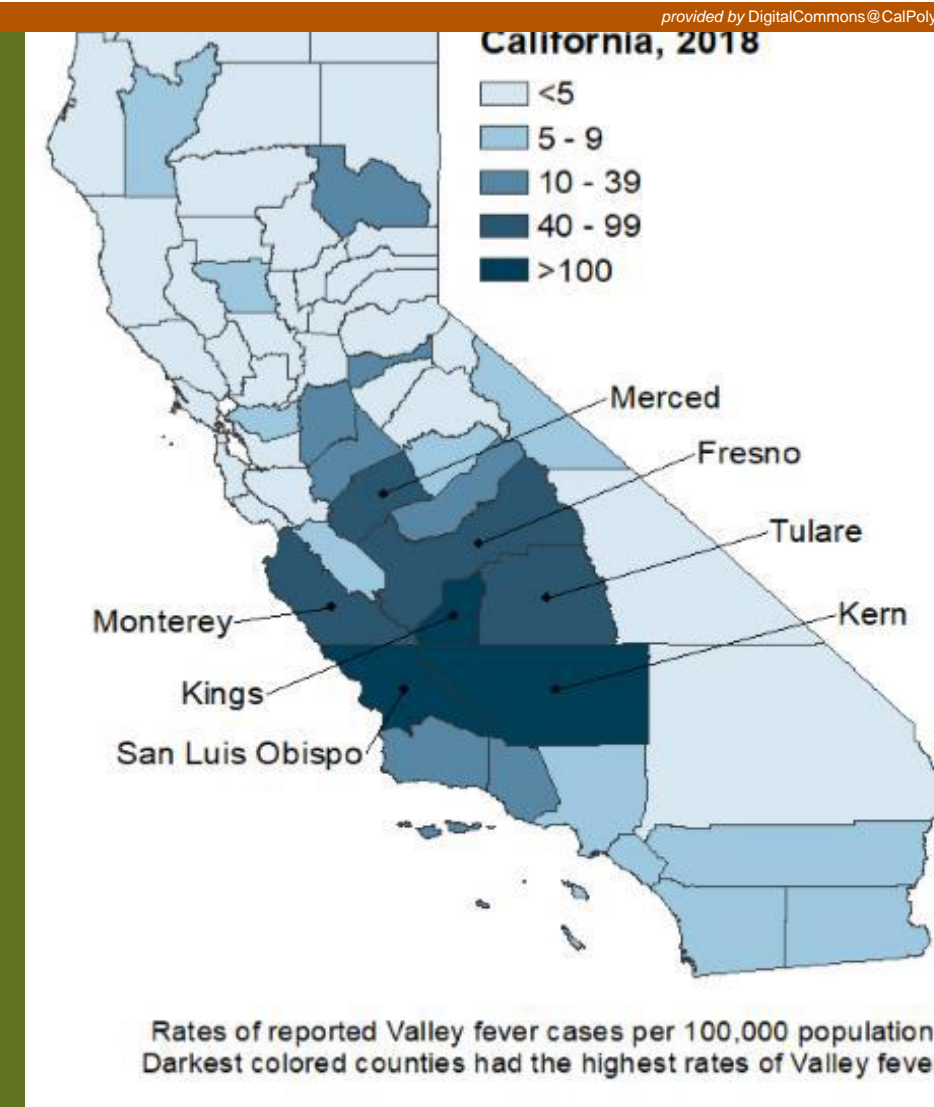 provided by DigitalCommons@CalPoly
California, 2018
<5
5 - 9
10 - 39
40 - 99
>100
Merced
Fresno
Tulare
Kern
Monterey
Kings
San Luis Obispo
Rates of reported Valley fever cases per 100,000 population
Darkest colored counties had the highest rates of Valley feve